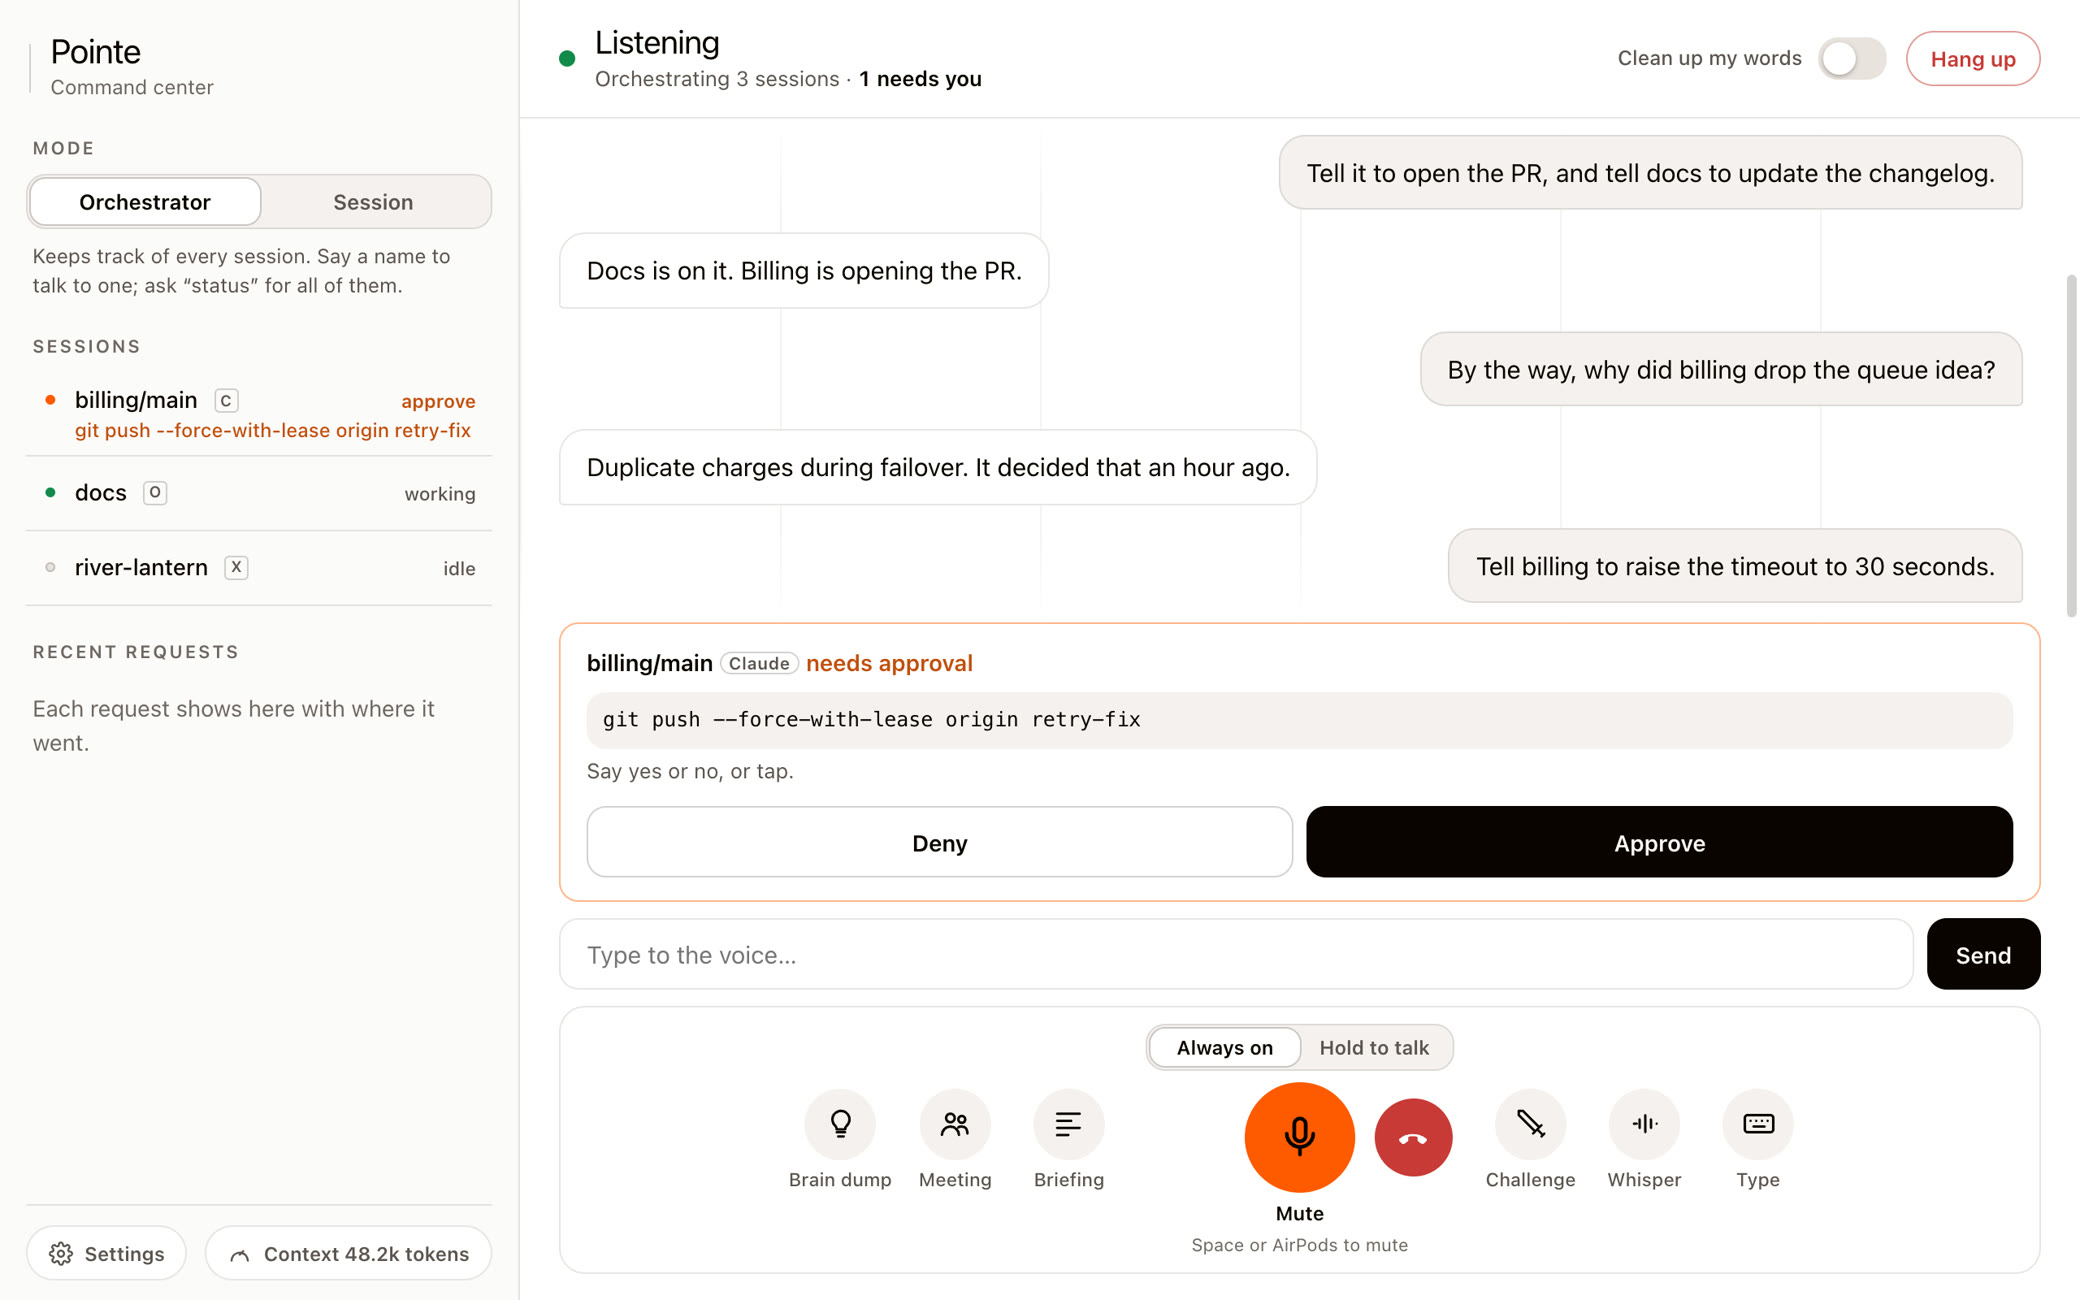 Pointe
Command center
MODE
Orchestrator
Session
Keeps track of every session. Say a name to
talk to one; ask “status” for all of them.
SESSIONS
billing/main C approve
git push --force-with-lease origin retry-fix
docs O working
river-lantern X idle
RECENT REQUESTS
Each request shows here with where it
went.
Settings
Context 48.2k tokens
Listening
Orchestrating 3 sessions · 1 needs you
Clean up my words
Hang up
Tell it to open the PR, and tell docs to update the changelog.
Docs is on it. Billing is opening the PR.
By the way, why did billing drop the queue idea?
Duplicate charges during failover. It decided that an hour ago.
Tell billing to raise the timeout to 30 seconds.
billing/main Claude needs approval
git push --force-with-lease origin retry-fix
Say yes or no, or tap.
Deny
Approve
Type to the voice...
Send
Always on
Hold to talk
Brain dump
Meeting
Briefing
Mute
Space or AirPods to mute
Challenge
Whisper
Type